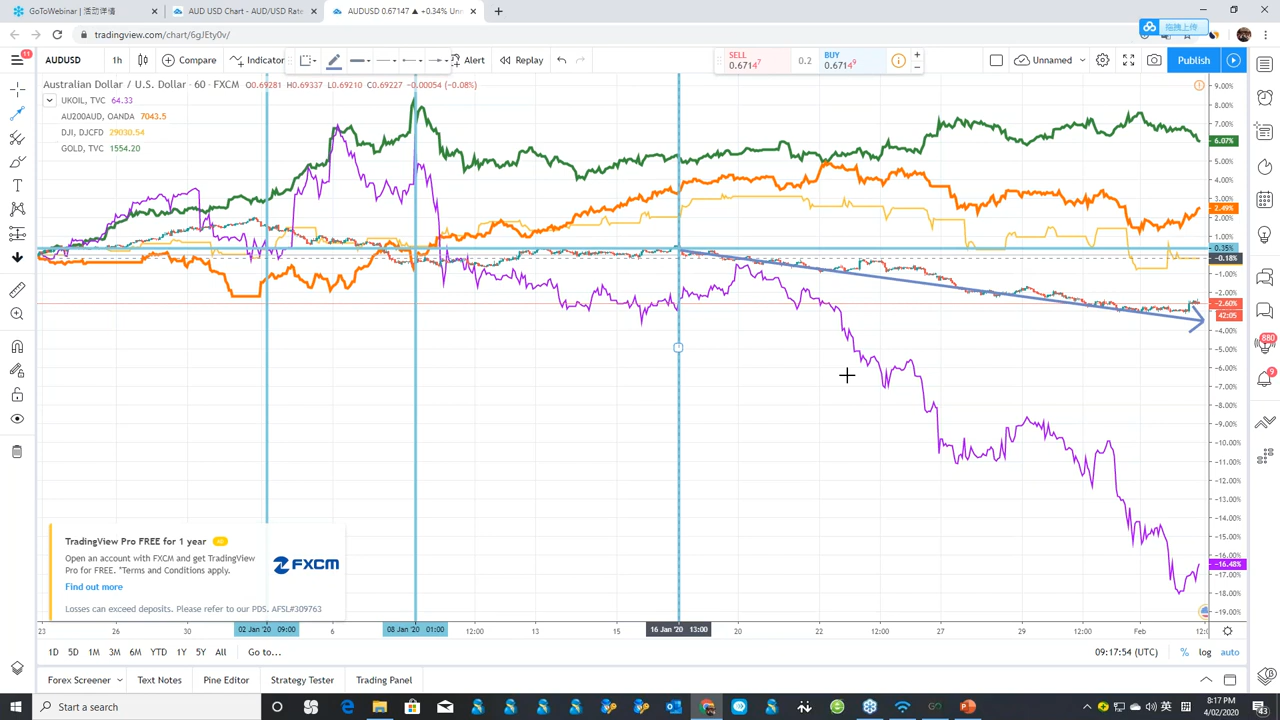 GoToWebinar | 活动详情
AUD USD Chart - AUD/USD Rate
AUDUSD 0.67147 ▲ +0.34% Unn
tradingview.com/chart/6gJEty0v/
拖拽上传
11
AUDUSD
1h
Compare
Indicator
Alert
Replay
SELL
0.67147
0.2
BUY
0.67149
Unnamed
Publish
Australian Dollar / U.S. Dollar · 60 · FXCM O0.69281 H0.69337 L0.69210 C0.69227 -0.00054 (-0.08%)
UKOIL, TVC 64.33
AU200AUD, OANDA 7043.5
DJI, DJCFD 29030.54
GOLD, TVC 1554.20
9.00%
8.00%
7.00%
6.07%
5.00%
4.00%
3.00%
2.49%
2.00%
1.00%
0.35%
-0.18%
-1.00%
-2.00%
-2.60%
42:05
-4.00%
-5.00%
-6.00%
-7.00%
-8.00%
-9.00%
-10.00%
-11.00%
-12.00%
-13.00%
-14.00%
-15.00%
-16.00%
-16.48%
-17.00%
-18.00%
-19.00%
880
9
TradingView Pro FREE for 1 year
Open an account with FXCM and get TradingView
Pro for FREE. *Terms and Conditions apply.
Find out more
Losses can exceed deposits. Please refer to our PDS. AFSL#309763
FXCM
23 26 30 02 Jan '20 09:00 6 08 Jan '20 01:00 12:00 13 15 16 Jan '20 13:00 20 22 12:00 27 29 12:00 Feb 12:0
1D 5D 1M 3M 6M YTD 1Y 5Y All Go to...
09:17:54 (UTC) % log auto
Forex Screener Text Notes Pine Editor Strategy Tester Trading Panel
Start a search
英
拼
8:17 PM
4/02/2020
43